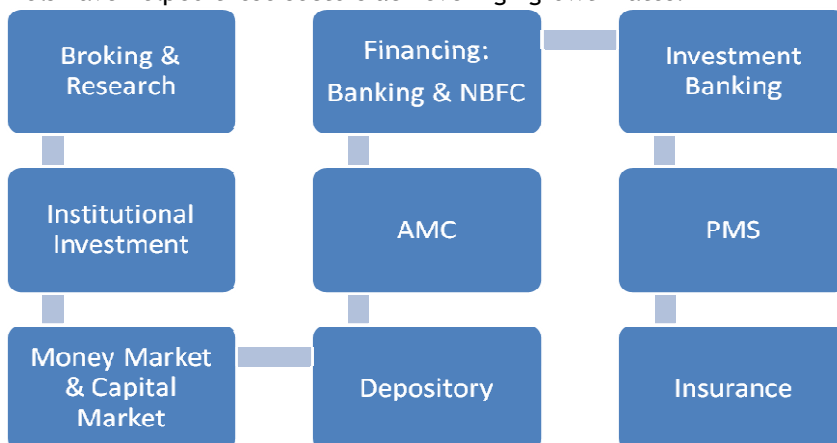 Broking &
Research
Financing:
Banking & NBFC
Investment
Banking
Institutional
Investment
AMC
PMS
Money Market
& Capital
Market
Depository
Insurance